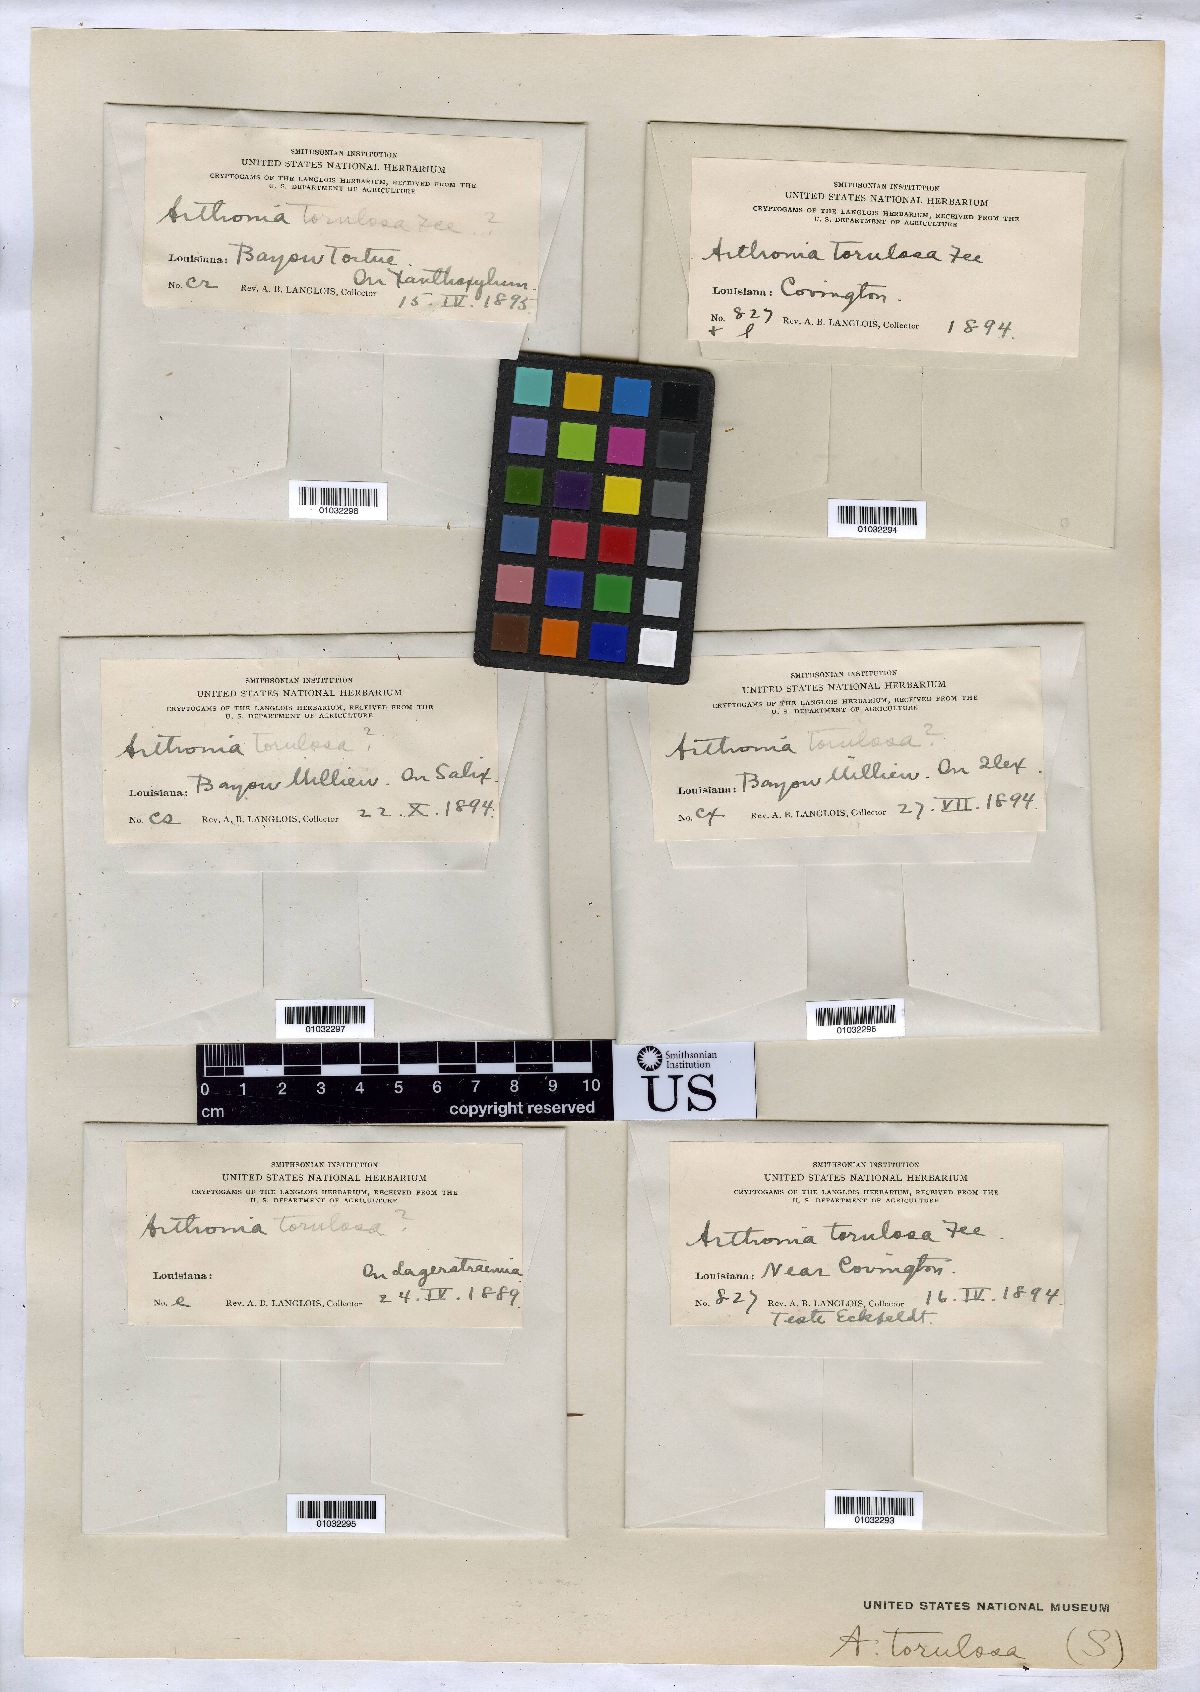 SMITHSONIAN INSTITUTION
UNITED STATES NATIONAL HERBARIUM
CRYPTOGAMS OF THE LANGLOIS HERBARIUM, RECEIVED FROM THE
U. S. DEPARTMENT OF AGRICULTURE
Arthonia torulosa Fee..?
Louisiana: Bayou Tortue.
On Xanthoxylum.
No. cr Rev. A. B. LANGLOIS, Collector
15. IV. 1895
01032298
SMITHSONIAN INSTITUTION
UNITED STATES NATIONAL HERBARIUM
CRYPTOGAMS OF THE LANGLOIS HERBARIUM, RECEIVED FROM THE
U. S. DEPARTMENT OF AGRICULTURE
Arthonia torulosa Fee
Louisiana: Covington.
No. 827 Rev. A. B. LANGLOIS, Collector 1894.
+ l
01032294
SMITHSONIAN INSTITUTION
UNITED STATES NATIONAL HERBARIUM
CRYPTOGAMS OF THE LANGLOIS HERBARIUM, RECEIVED FROM THE
U. S. DEPARTMENT OF AGRICULTURE
Arthonia torulosa?
Louisiana: Bayou Millieu. On Salix.
No. cs Rev. A. B. LANGLOIS, Collector 22. X. 1894.
01032297
SMITHSONIAN INSTITUTION
UNITED STATES NATIONAL HERBARIUM
CRYPTOGAMS OF THE LANGLOIS HERBARIUM, RECEIVED FROM THE
U. S. DEPARTMENT OF AGRICULTURE
Arthonia torulosa?
Louisiana: Bayou Millieu. On Ilex.
No. cx Rev. A. B. LANGLOIS, Collector 27. VII. 1894.
01032296
0 1 2 3 4 5 6 7 8 9 10
cm copyright reserved
Smithsonian
Institution
US
SMITHSONIAN INSTITUTION
UNITED STATES NATIONAL HERBARIUM
CRYPTOGAMS OF THE LANGLOIS HERBARIUM, RECEIVED FROM THE
U. S. DEPARTMENT OF AGRICULTURE
Arthonia torulosa?
Louisiana: On Lagerstraemia
No. e Rev. A. B. LANGLOIS, Collector 24. IV. 1889.
01032295
SMITHSONIAN INSTITUTION
UNITED STATES NATIONAL HERBARIUM
CRYPTOGAMS OF THE LANGLOIS HERBARIUM, RECEIVED FROM THE
U. S. DEPARTMENT OF AGRICULTURE
Arthonia torulosa Fee.
Louisiana: Near Covington.
No. 827 Rev. A. B. LANGLOIS, Collector 16. IV. 1894.
Teste Eckfeldt.
01032293
UNITED STATES NATIONAL MUSEUM
A. torulosa (S)